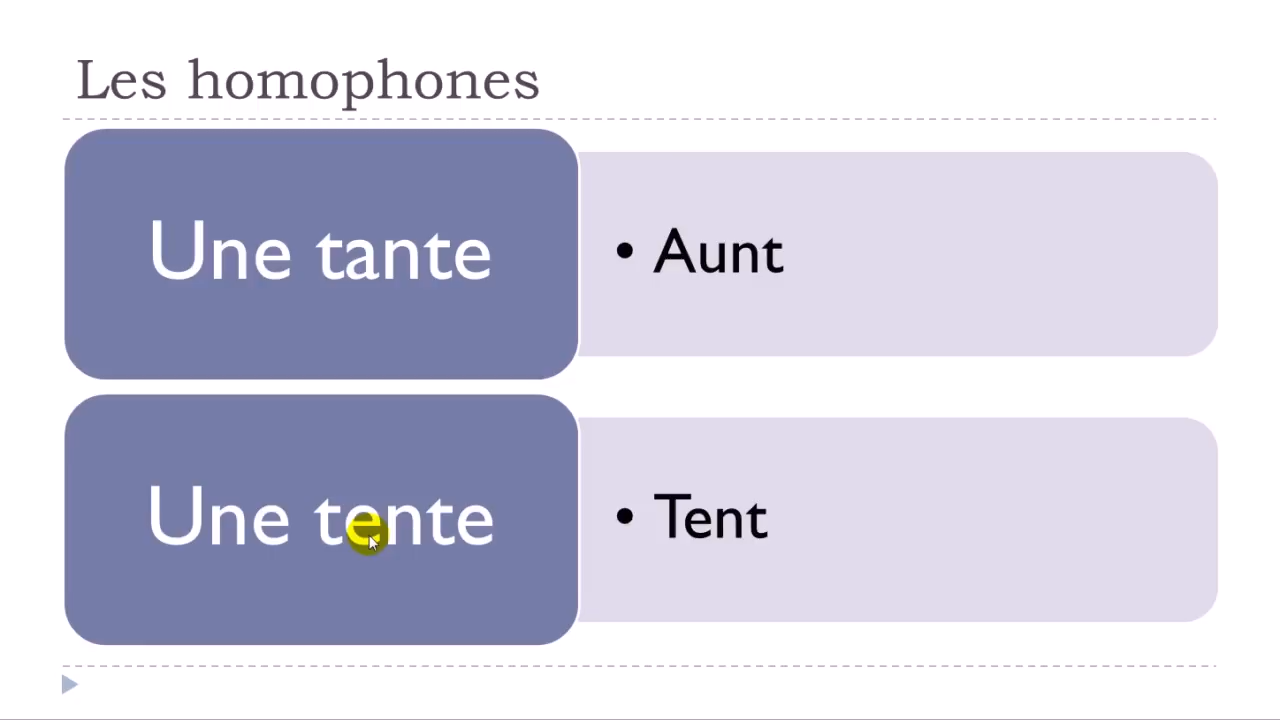 Les homophones
Une tante
• Aunt
Une tente
• Tent